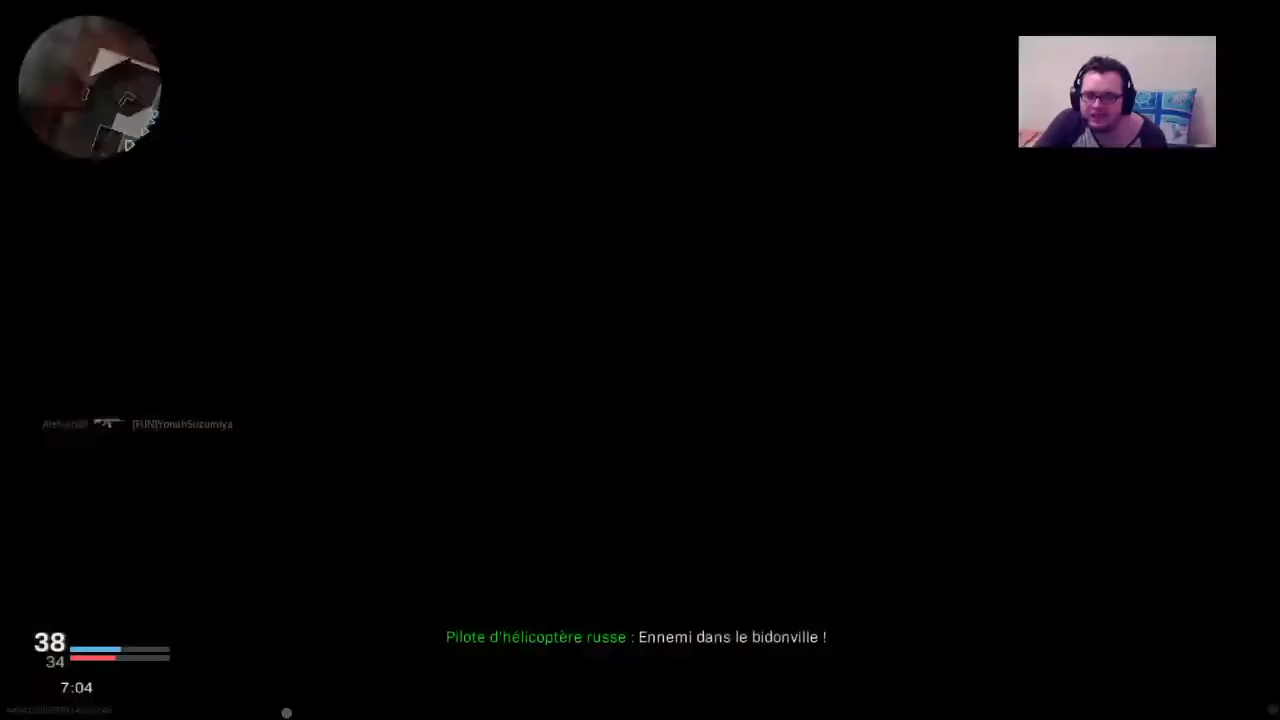 [FUN]YonahSuzumiya
38
34
7:04
Pilote d'hélicoptère russe : Ennemi dans le bidonville !